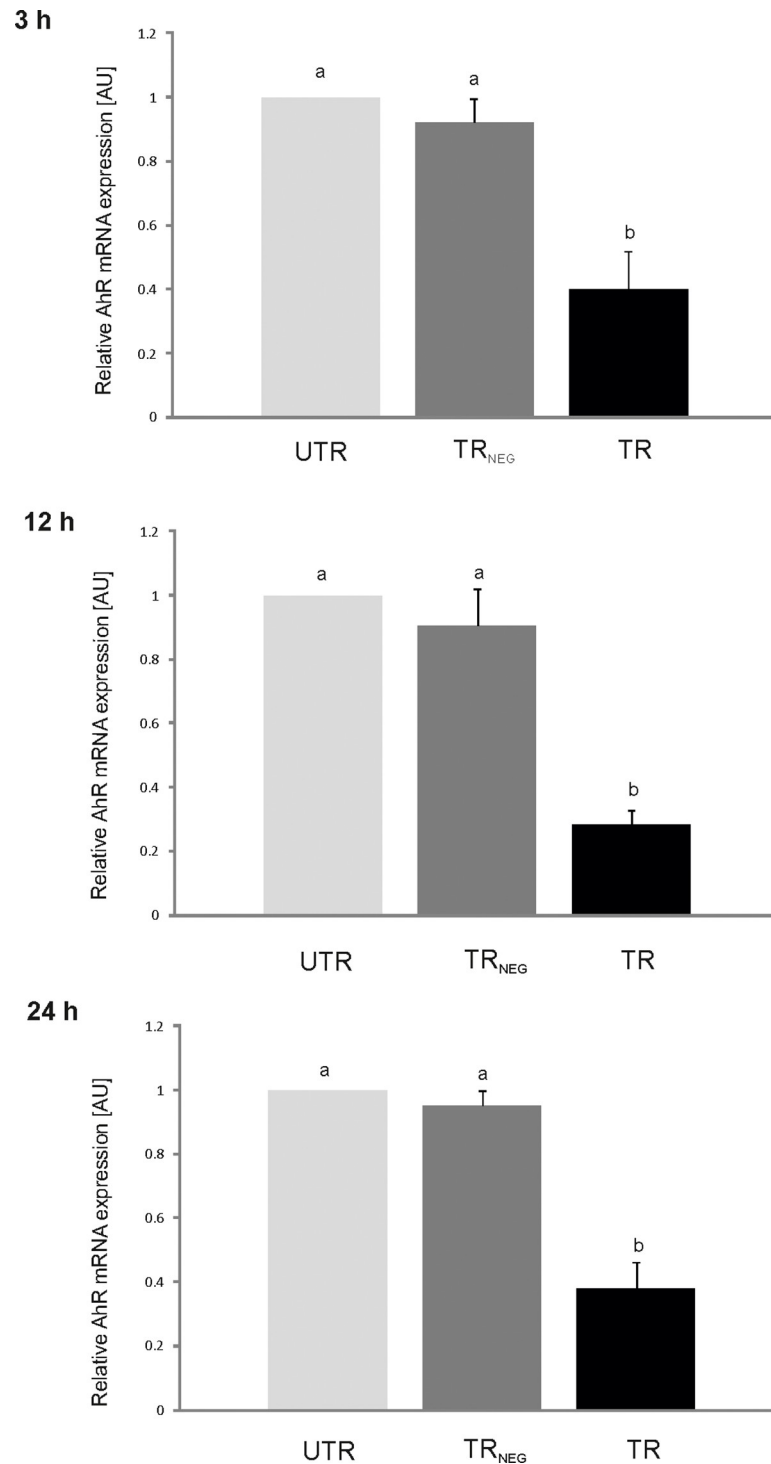 3 h
Relative AhR mRNA expression [AU]
1.2
1
0.8
0.6
0.4
0.2
0
a
a
b
UTR TRNEG TR
12 h
Relative AhR mRNA expression [AU]
1.2
1
0.8
0.6
0.4
0.2
0
a
a
b
UTR TRNEG TR
24 h
Relative AhR mRNA expression [AU]
1.2
1
0.8
0.6
0.4
0.2
0
a
a
b
UTR TRNEG TR